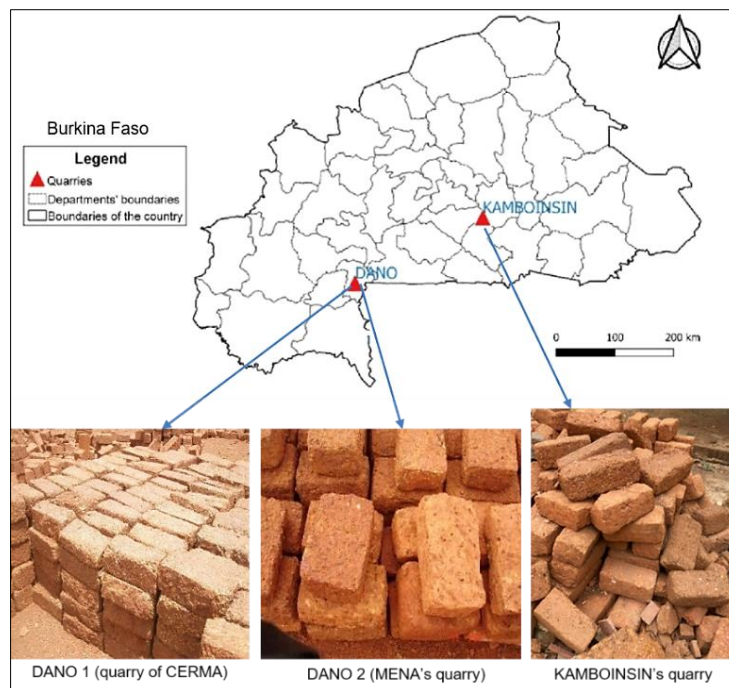 Burkina Faso
Legend
Quarries
Departments' boundaries
Boundaries of the country
KAMBOINSIN
DANO
0 100 200 km
DANO 1 (quarry of CERMA)
DANO 2 (MENA's quarry)
KAMBOINSIN's quarry